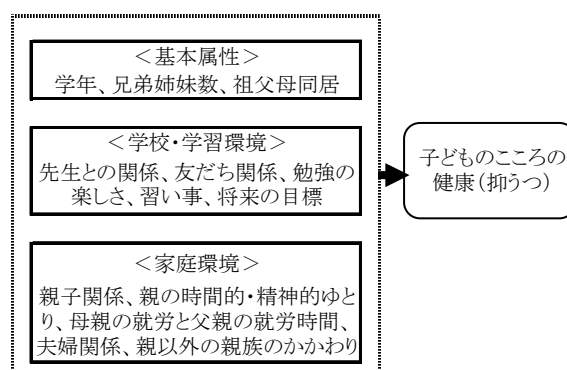 ＜基本属性＞
学年、兄弟姉妹数、祖父母同居
＜学校・学習環境＞
先生との関係、友だち関係、勉強の
楽しさ、習い事、将来の目標
＜家庭環境＞
親子関係、親の時間的・精神的ゆと
り、母親の就労と父親の就労時間、
夫婦関係、親以外の親族のかかわり
子どものこころの
健康（抑うつ）